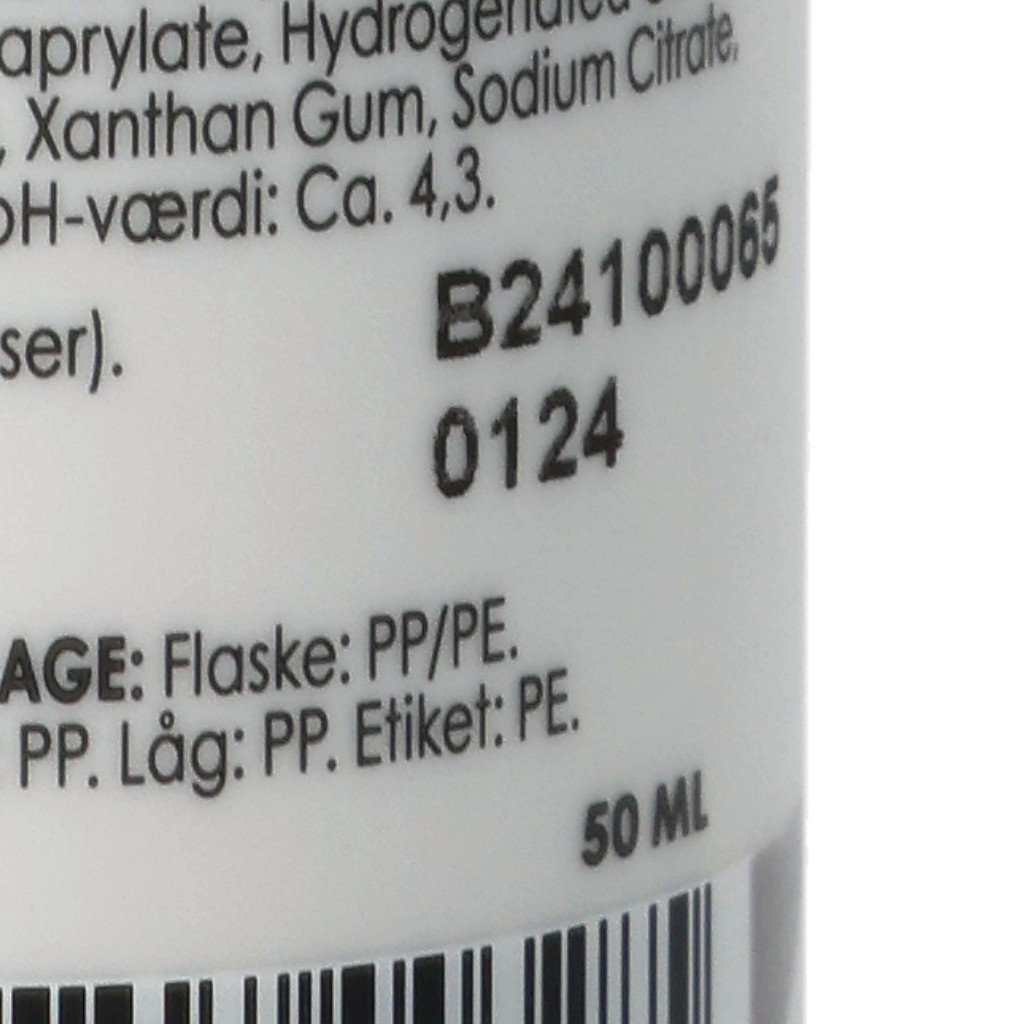 aprylate, Hydrogenated
, Xanthan Gum, Sodium Citrate,
pH-værdi: Ca. 4,3.
B24100065
ser).
0124
AGE: Flaske: PP/PE.
PP. Låg: PP. Etiket: PE.
50 ML